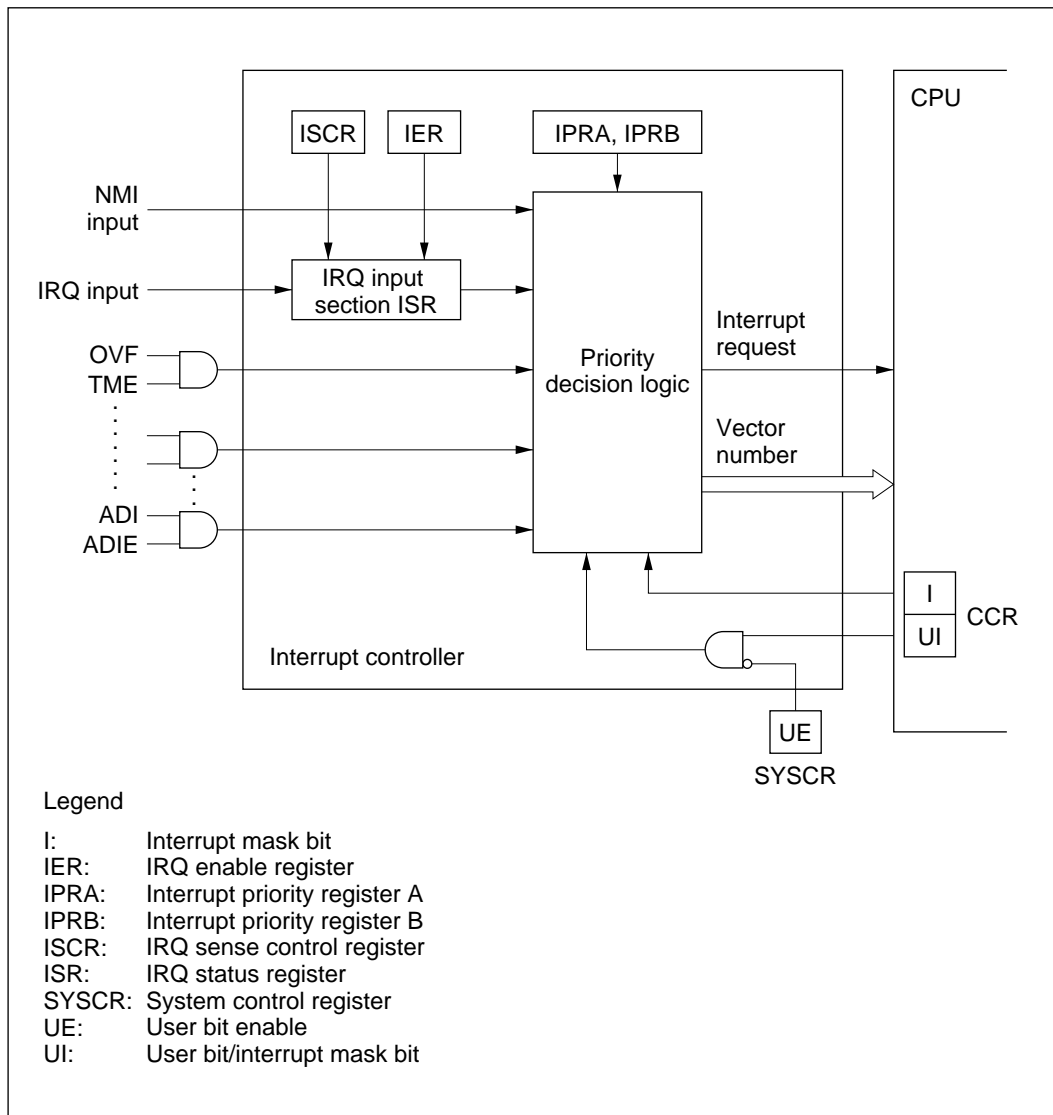 CPU
ISCR
IER
IPRA, IPRB
NMI
input
IRQ input
IRQ input
section ISR
OVF
TME
Priority
decision logic
Interrupt
request
Vector
number
ADI
ADIE
I
UI
CCR
Interrupt controller
UE
SYSCR
Legend
I: Interrupt mask bit
IER: IRQ enable register
IPRA: Interrupt priority register A
IPRB: Interrupt priority register B
ISCR: IRQ sense control register
ISR: IRQ status register
SYSCR: System control register
UE: User bit enable
UI: User bit/interrupt mask bit